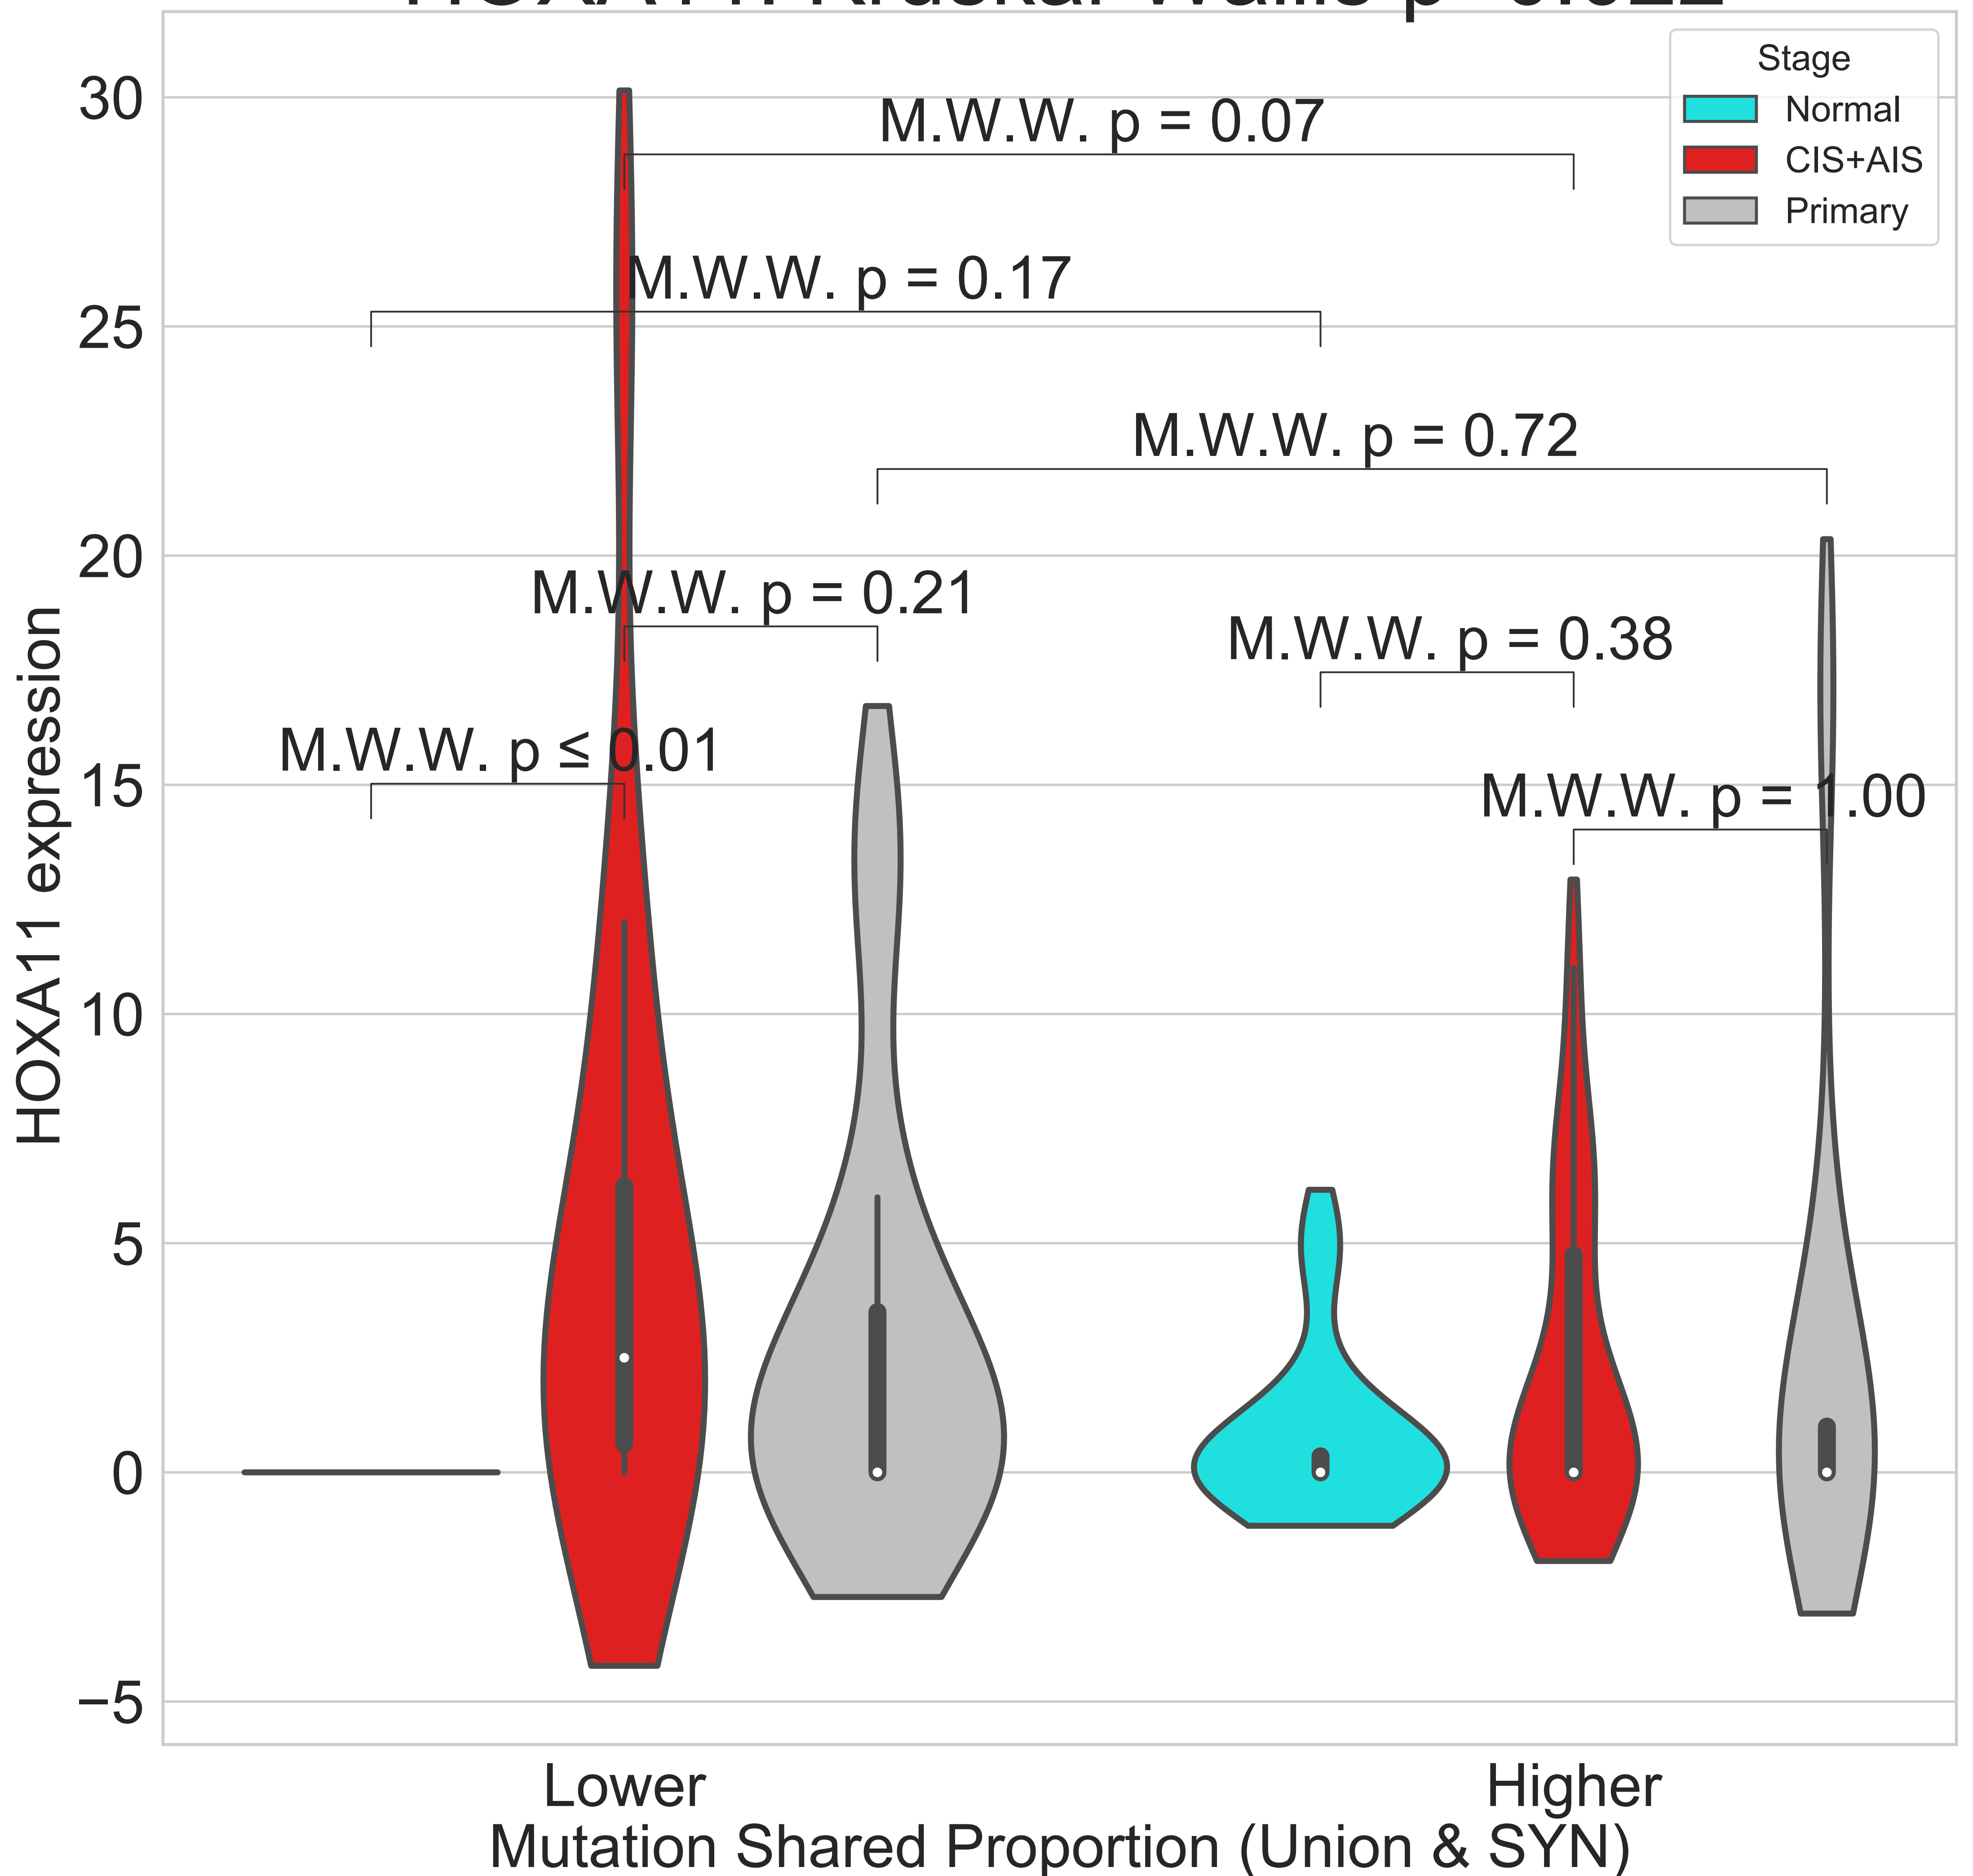 Stage
Normal
CIS+AIS
Primary
30
25
20
15
10
5
0
−5
HOXA11 expression
M.W.W. p = 0.07
M.W.W. p = 0.17
M.W.W. p = 0.72
M.W.W. p = 0.21
M.W.W. p = 0.38
M.W.W. p ≤ 0.01
M.W.W. p = 1.00
Lower
Higher
Mutation Shared Proportion (Union & SYN)